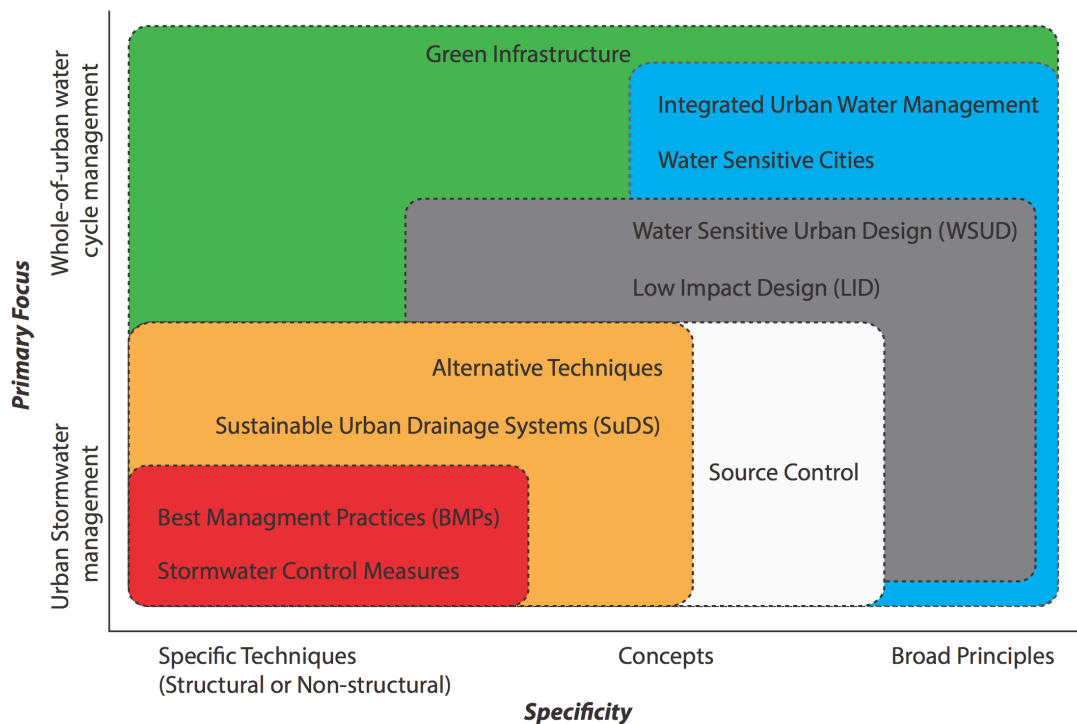 Whole-of-urban water
cycle management
Primary Focus
Urban Stormwater
management
Green Infrastructure
Integrated Urban Water Management
Water Sensitive Cities
Water Sensitive Urban Design (WSUD)
Low Impact Design (LID)
Alternative Techniques
Sustainable Urban Drainage Systems (SuDS)
Source Control
Best Managment Practices (BMPs)
Stormwater Control Measures
Specific Techniques
(Structural or Non-structural)
Concepts
Broad Principles
Specificity